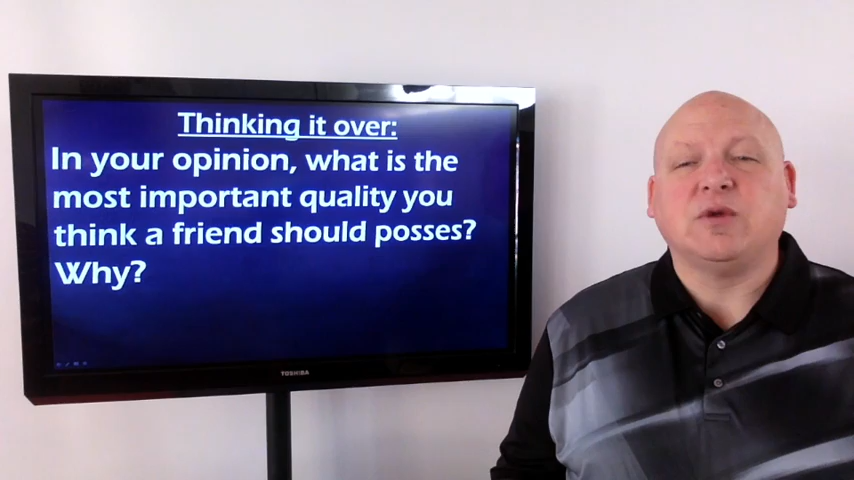 Thinking it over:
In your opinion, what is the
most important quality you
think a friend should posses?
Why?
TOSHIBA